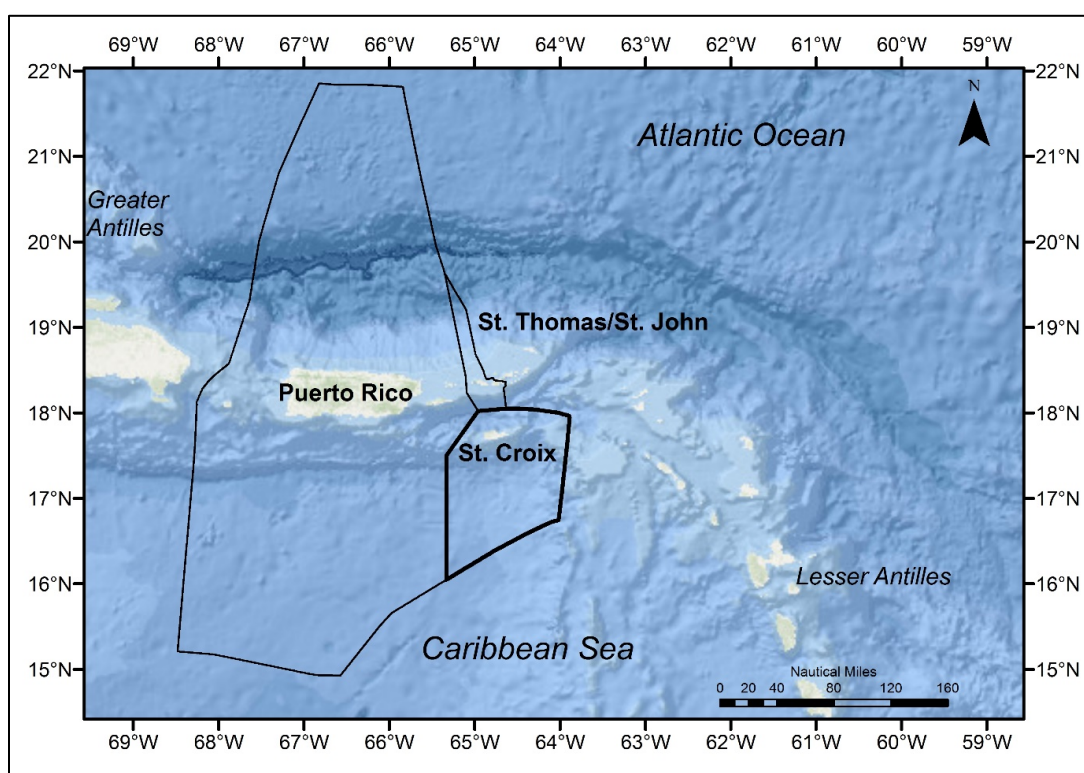 69°W 68°W 67°W 66°W 65°W 64°W 63°W 62°W 61°W 60°W 59°W
22°N 22°N
N
Atlantic Ocean
21°N 21°N
Greater
Antilles
20°N 20°N
19°N 19°N
St. Thomas/St. John
Puerto Rico
18°N 18°N
St. Croix
17°N 17°N
16°N 16°N
Lesser Antilles
Caribbean Sea
15°N 15°N
Nautical Miles
0 20 40 80 120 160
69°W 68°W 67°W 66°W 65°W 64°W 63°W 62°W 61°W 60°W 59°W